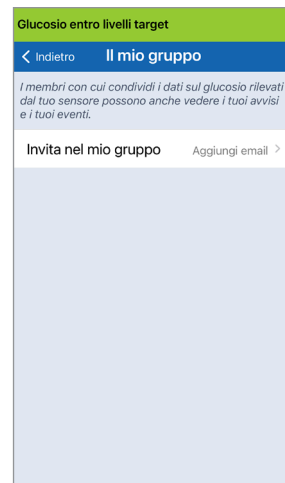 Glucosio entro livelli target
Indietro Il mio gruppo
I membri con cui condividi i dati sul glucosio rilevati
dal tuo sensore possono anche vedere i tuoi avvisi
e i tuoi eventi.
Invita nel mio gruppo Aggiungi email